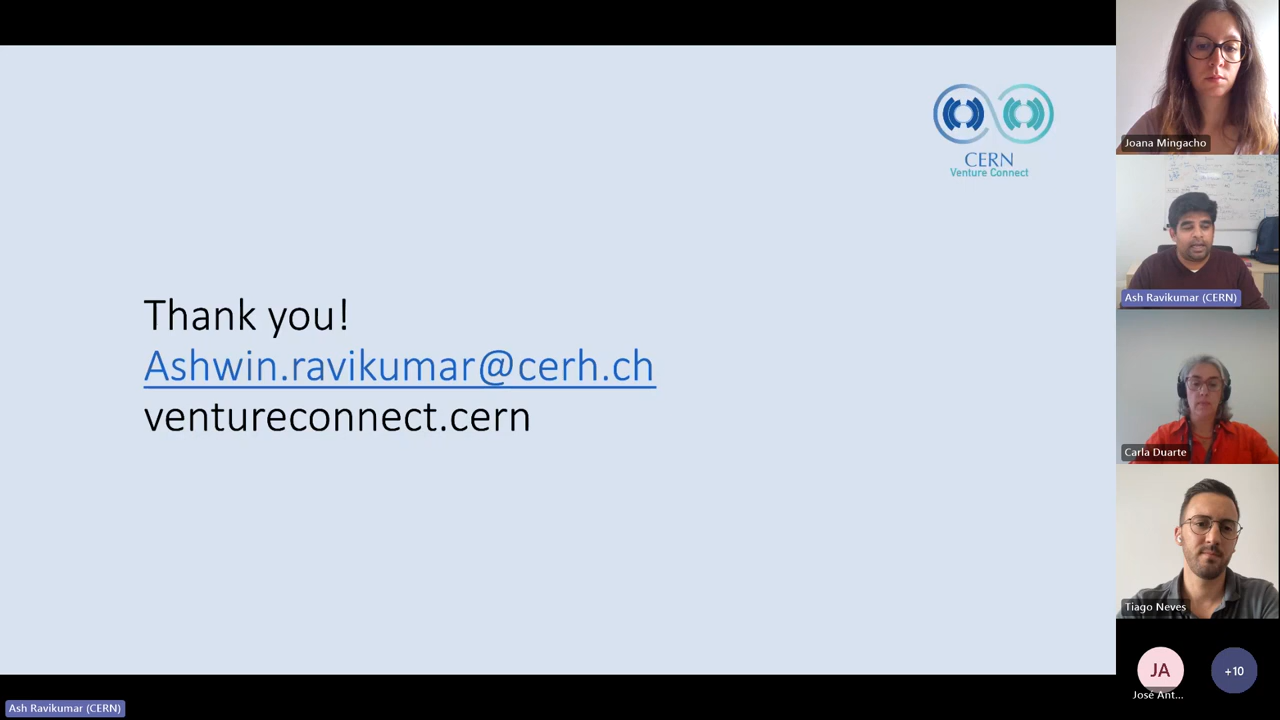 CERN
Venture Connect
Thank you!
Ashwin.ravikumar@cerh.ch
ventureconnect.cern
Joana Mingacho
Ash Ravikumar (CERN)
Carla Duarte
Tiago Neves
JA
+10
José Ant...
Ash Ravikumar (CERN)